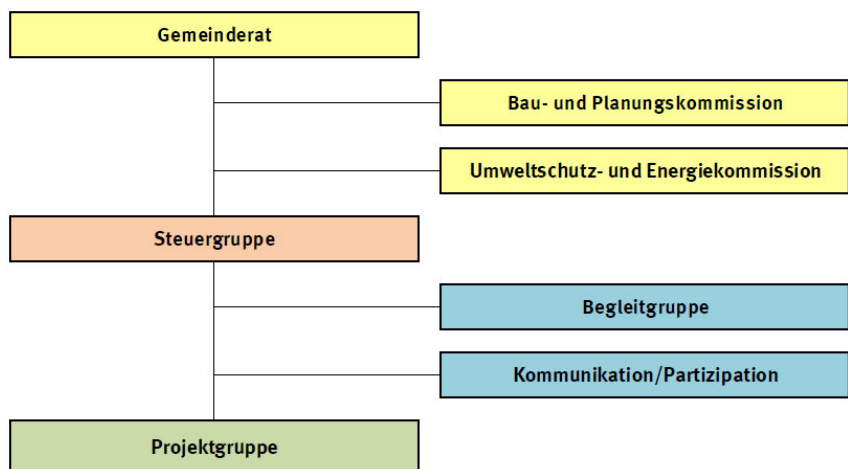 Gemeinderat
Bau- und Planungskommission
Umweltschutz- und Energiekommission
Steuergruppe
Begleitgruppe
Kommunikation/Partizipation
Projektgruppe